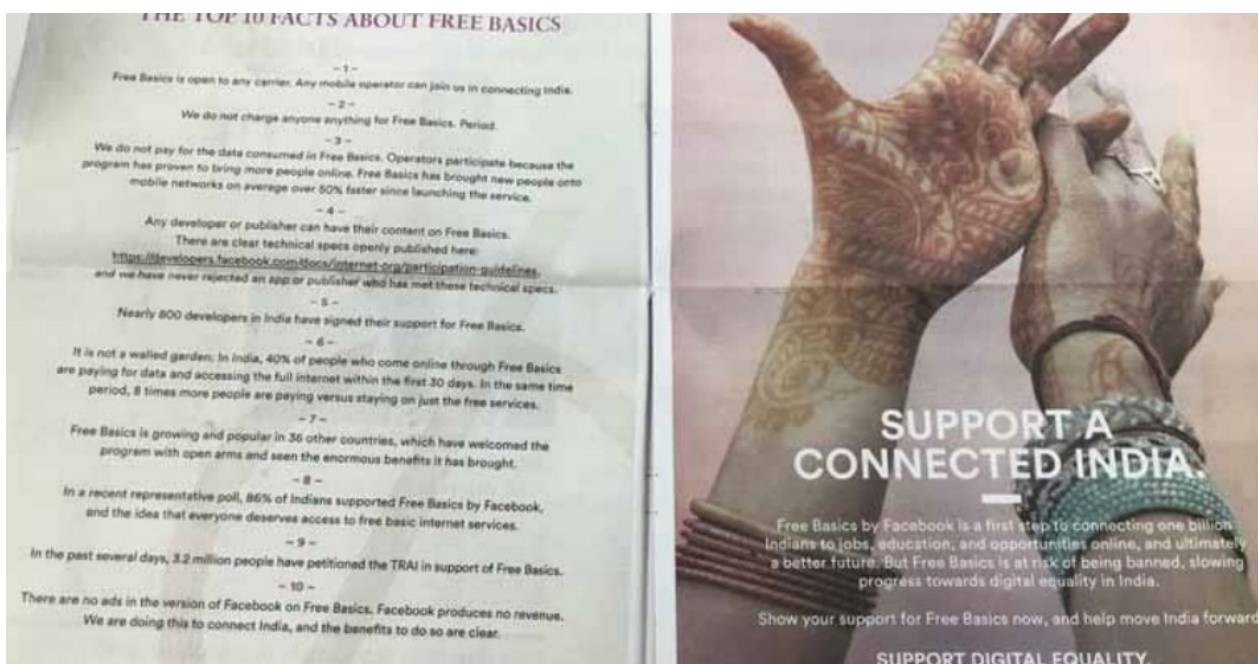 THE TOP 10 FACTS ABOUT FREE BASICS
– 1 –
Free Basics is open to any carrier. Any mobile operator can join us in connecting India.
– 2 –
We do not charge anyone anything for Free Basics. Period.
– 3 –
We do not pay for the data consumed in Free Basics. Operators participate because the
program has proven to bring more people online. Free Basics has brought new people onto
mobile networks on average over 50% faster since launching the service.
– 4 –
Any developer or publisher can have their content on Free Basics.
There are clear technical specs openly published here:
https://developers.facebook.com/docs/internet-org/participation-guidelines,
and we have never rejected an app or publisher who has met these technical specs.
– 5 –
Nearly 800 developers in India have signed their support for Free Basics.
– 6 –
It is not a walled garden: In India, 40% of people who come online through Free Basics
are paying for data and accessing the full internet within the first 30 days. In the same time
period, 8 times more people are paying versus staying on just the free services.
– 7 –
Free Basics is growing and popular in 36 other countries, which have welcomed the
program with open arms and seen the enormous benefits it has brought.
– 8 –
In a recent representative poll, 86% of Indians supported Free Basics by Facebook,
and the idea that everyone deserves access to free basic internet services.
– 9 –
In the past several days, 3.2 million people have petitioned the TRAI in support of Free Basics.
– 10 –
There are no ads in the version of Facebook on Free Basics. Facebook produces no revenue.
We are doing this to connect India, and the benefits to do so are clear.
SUPPORT A
CONNECTED INDIA.
Free Basics by Facebook is a first step to connecting one billion
Indians to jobs, education, and opportunities online, and ultimately
a better future. But Free Basics is at risk of being banned, slowing
progress towards digital equality in India.
Show your support for Free Basics now, and help move India forward
SUPPORT DIGITAL EQUALITY.